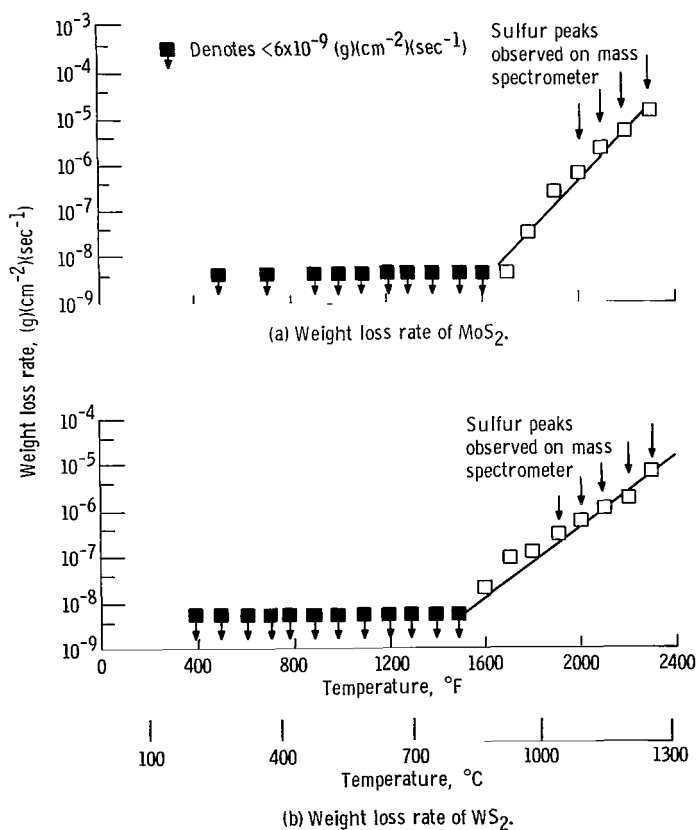 10⁻³
■ Denotes <6x10⁻⁹ (g)(cm⁻²)(sec⁻¹)
Sulfur peaks
observed on mass
spectrometer
10⁻⁴
10⁻⁵
10⁻⁶
10⁻⁷
10⁻⁸
10⁻⁹
(a) Weight loss rate of MoS₂.
Weight loss rate, (g)(cm⁻²)(sec⁻¹)
10⁻⁴
Sulfur peaks
observed on mass
spectrometer
10⁻⁵
10⁻⁶
10⁻⁷
10⁻⁸
10⁻⁹
0 400 800 1200 1600 2000 2400
Temperature, °F
100 400 700 1000 1300
Temperature, °C
(b) Weight loss rate of WS₂.